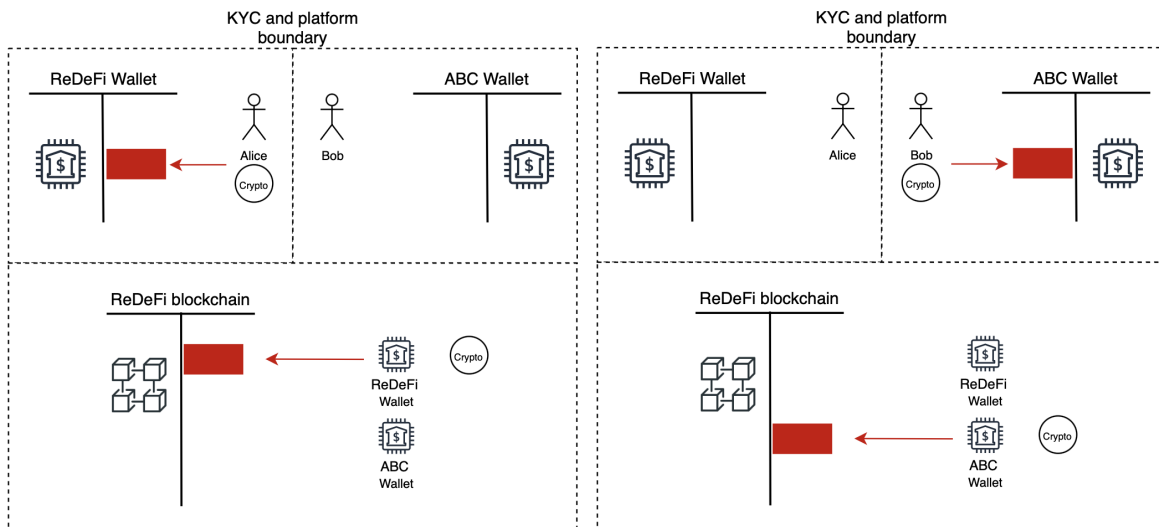 KYC and platform
boundary
ReDeFi Wallet
ABC Wallet
$
Alice
Crypto
Bob
$
ReDeFi blockchain
$
ReDeFi
Wallet
Crypto
$
ABC
Wallet
KYC and platform
boundary
ReDeFi Wallet
ABC Wallet
$
Alice
Bob
Crypto
$
ReDeFi blockchain
$
ReDeFi
Wallet
$
ABC
Wallet
Crypto